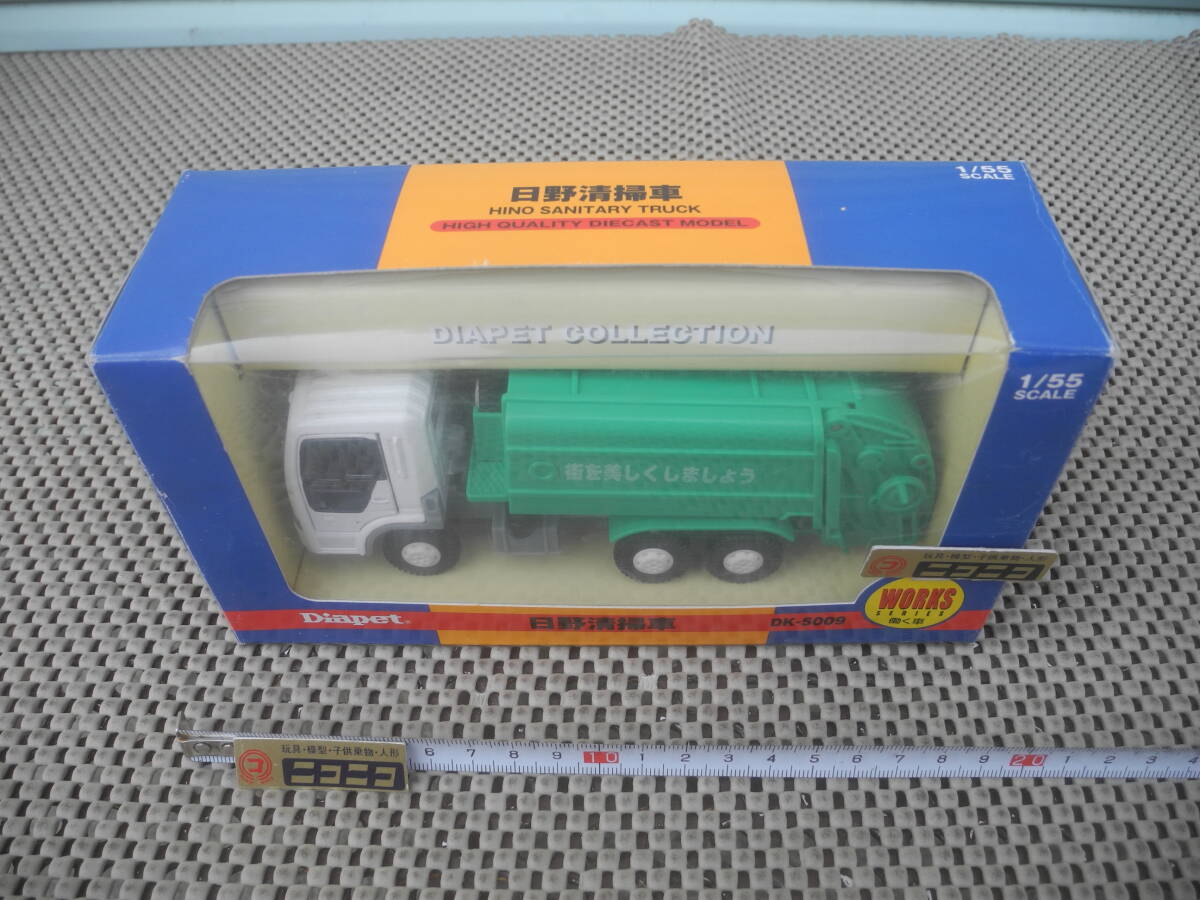 1/55
SCALE
日野清掃車
HINO SANITARY TRUCK
HIGH QUALITY DIECAST MODEL
DIAPET COLLECTION
1/55
SCALE
街を美しくしましょう
玩具・模型・子供乗物・人形
コ ニコニコ
WORKS
SERIES
働く車
Diapet®
日野清掃車
DK-5009
玩具・模型・子供乗物・人形
コ ニコニコ
6 7 8 9 10 1 2 3 4 5 6 7 8 9 20 1 2 3 4